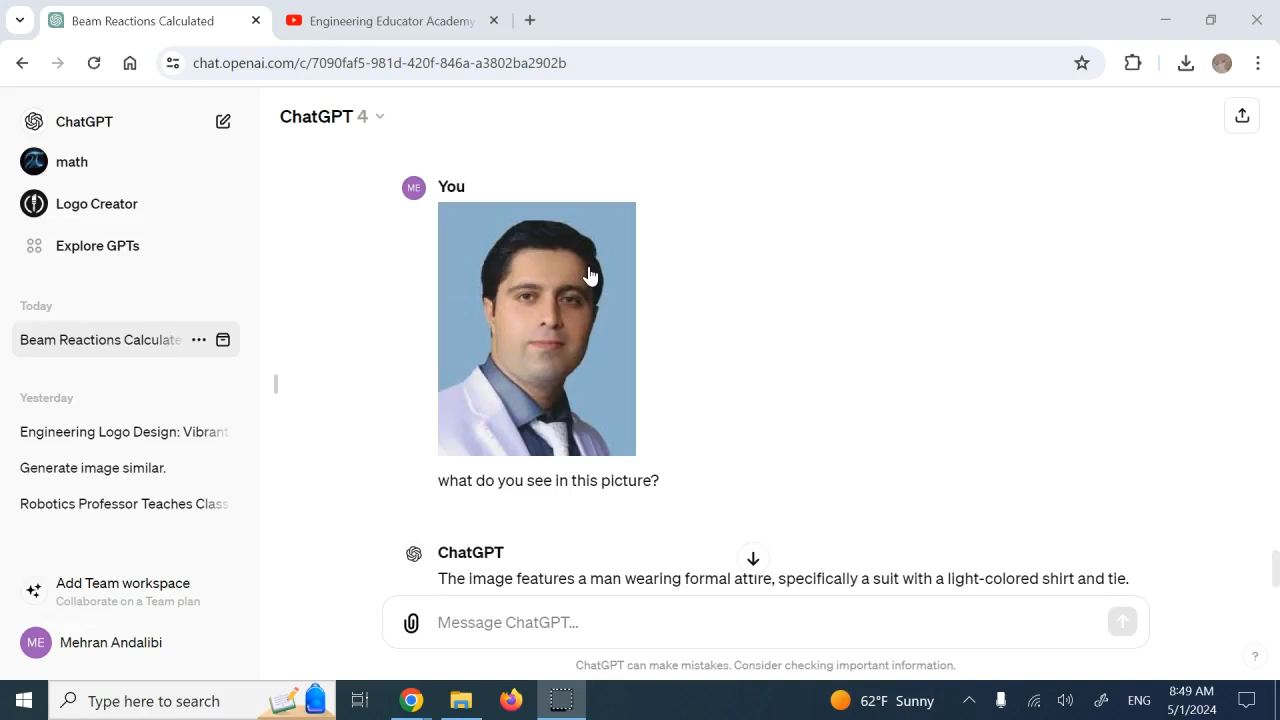 Beam Reactions Calculated
Engineering Educator Academy
chat.openai.com/c/7090faf5-981d-420f-846a-a3802ba2902b
ChatGPT
math
Logo Creator
Explore GPTs
Today
Beam Reactions Calculate
Yesterday
Engineering Logo Design: Vibrant
Generate image similar.
Robotics Professor Teaches Class
Add Team workspace
Collaborate on a Team plan
ME Mehran Andalibi
ChatGPT 4
ME You
what do you see in this picture?
ChatGPT
The image features a man wearing formal attire, specifically a suit with a light-colored shirt and tie.
Message ChatGPT...
ChatGPT can make mistakes. Consider checking important information.
?
Type here to search
62°F Sunny
ENG
8:49 AM
5/1/2024